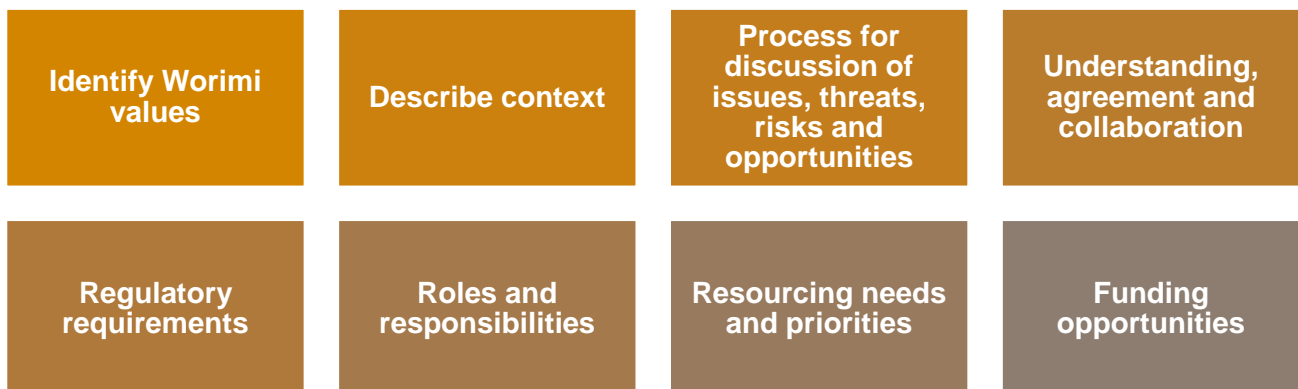 Identify Worimi
values
Describe context
Process for
discussion of
issues, threats,
risks and
opportunities
Understanding,
agreement and
collaboration
Regulatory
requirements
Roles and
responsibilities
Resourcing needs
and priorities
Funding
opportunities